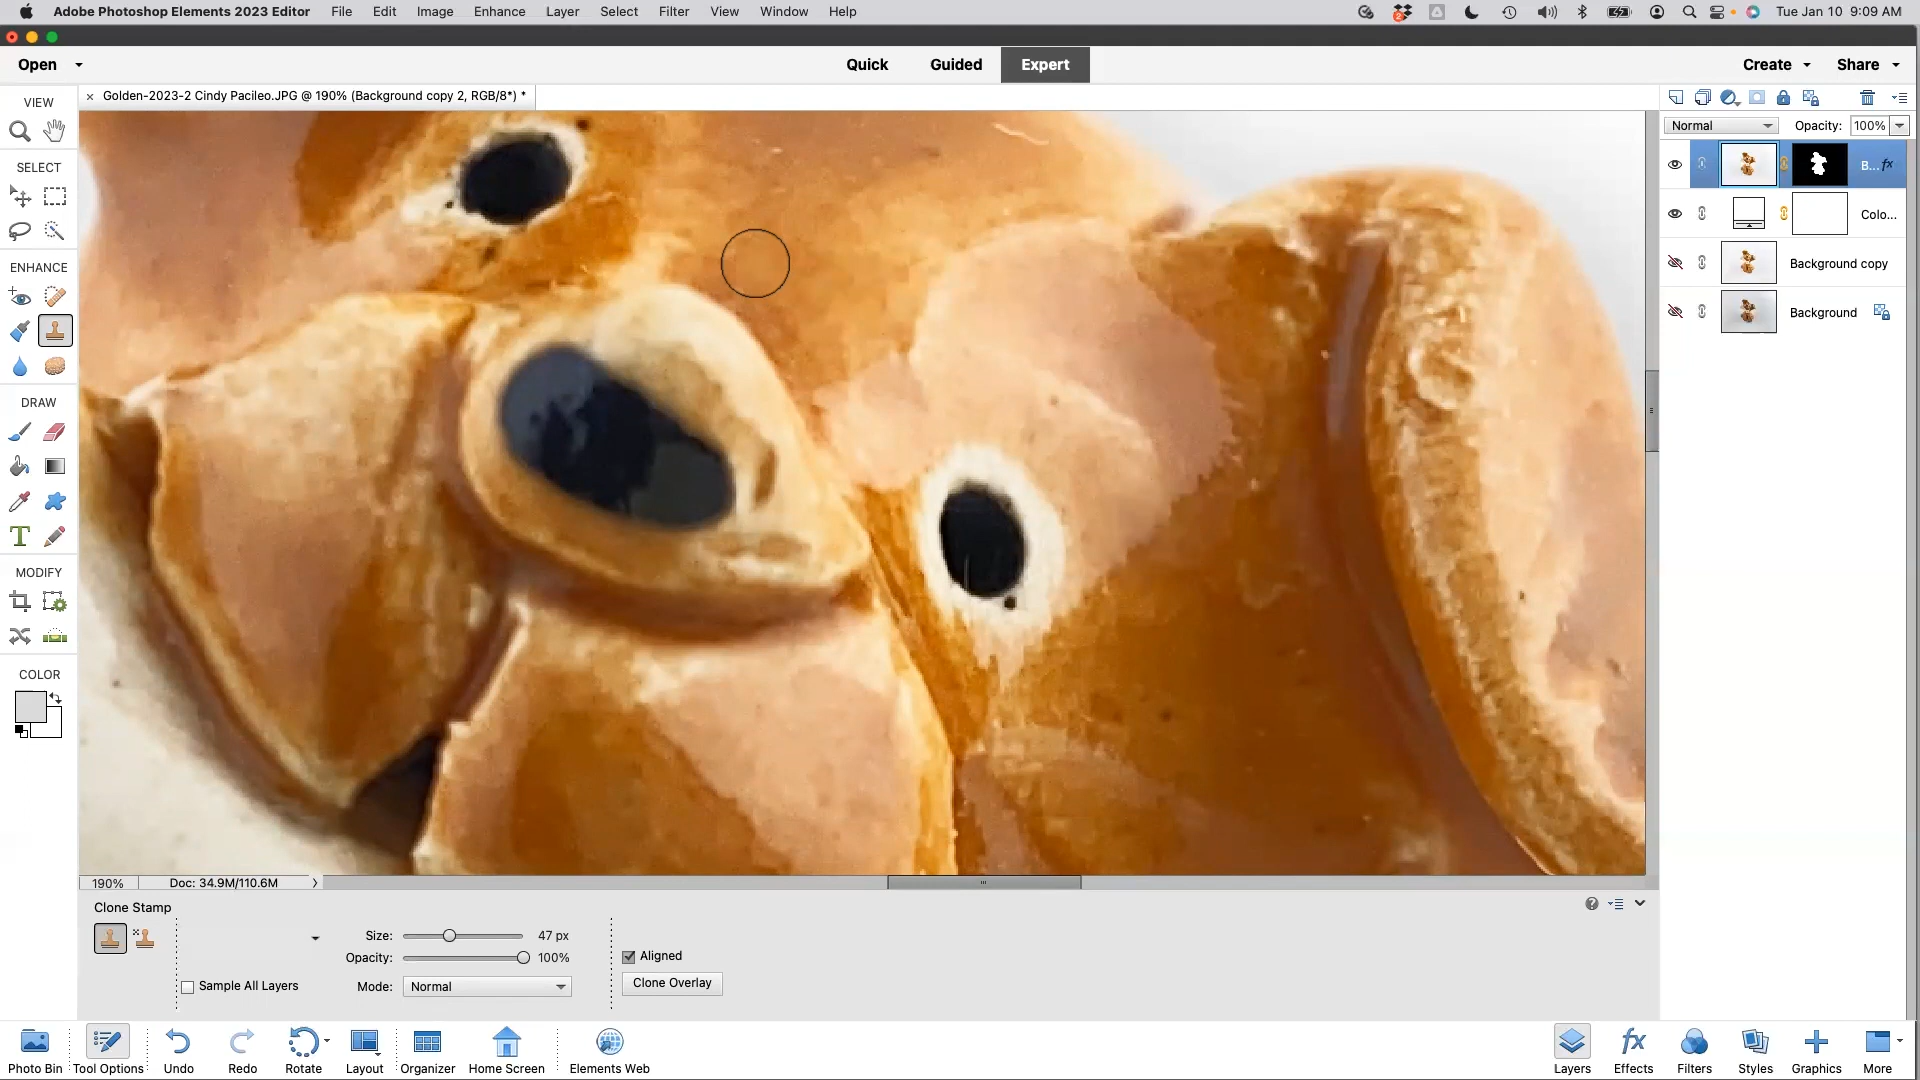 Adobe Photoshop Elements 2023 Editor File Edit Image Enhance Layer Select Filter View Window Help
Tue Jan 10 9:09 AM
Open Quick Guided Expert Create Share
VIEW
× Golden-2023-2 Cindy Pacileo.JPG @ 190% (Background copy 2, RGB/8*) *
Normal Opacity: 100%
SELECT
B... fx
Colo...
ENHANCE
Background copy
Background
DRAW
T
MODIFY
COLOR
190% Doc: 34.9M/110.6M
Clone Stamp
Size: 47 px
Opacity: 100%
Aligned
Sample All Layers
Mode: Normal
Clone Overlay
Photo Bin Tool Options Undo Redo Rotate Layout Organizer Home Screen Elements Web
fx
Layers Effects Filters Styles Graphics More